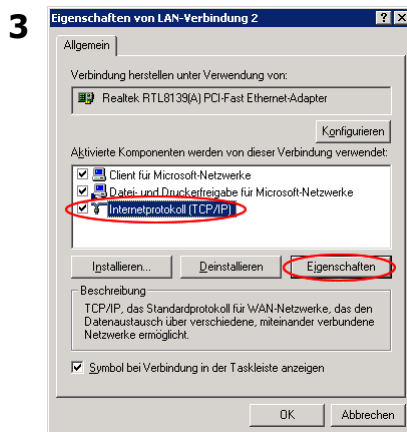 3
Eigenschaften von LAN-Verbindung 2
Allgemein
Verbindung herstellen unter Verwendung von:
Realtek RTL8139(A) PCI-Fast Ethernet-Adapter
Konfigurieren
Aktivierte Komponenten werden von dieser Verbindung verwendet:
Client für Microsoft-Netzwerke
Datei- und Druckerfreigabe für Microsoft-Netzwerke
Internetprotokoll (TCP/IP)
Installieren... Deinstallieren Eigenschaften
Beschreibung
TCP/IP, das Standardprotokoll für WAN-Netzwerke, das den
Datenaustausch über verschiedene, miteinander verbundene
Netzwerke ermöglicht.
Symbol bei Verbindung in der Taskleiste anzeigen
OK Abbrechen